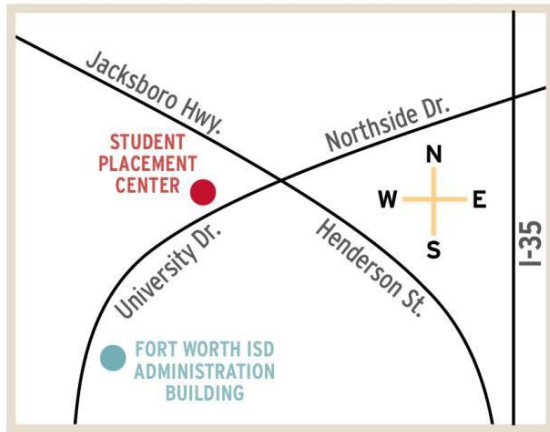 Jacksboro Hwy.
Northside Dr.
STUDENT
PLACEMENT
CENTER
N
W
E
S
I-35
University Dr.
Henderson St.
FORT WORTH ISD
ADMINISTRATION
BUILDING